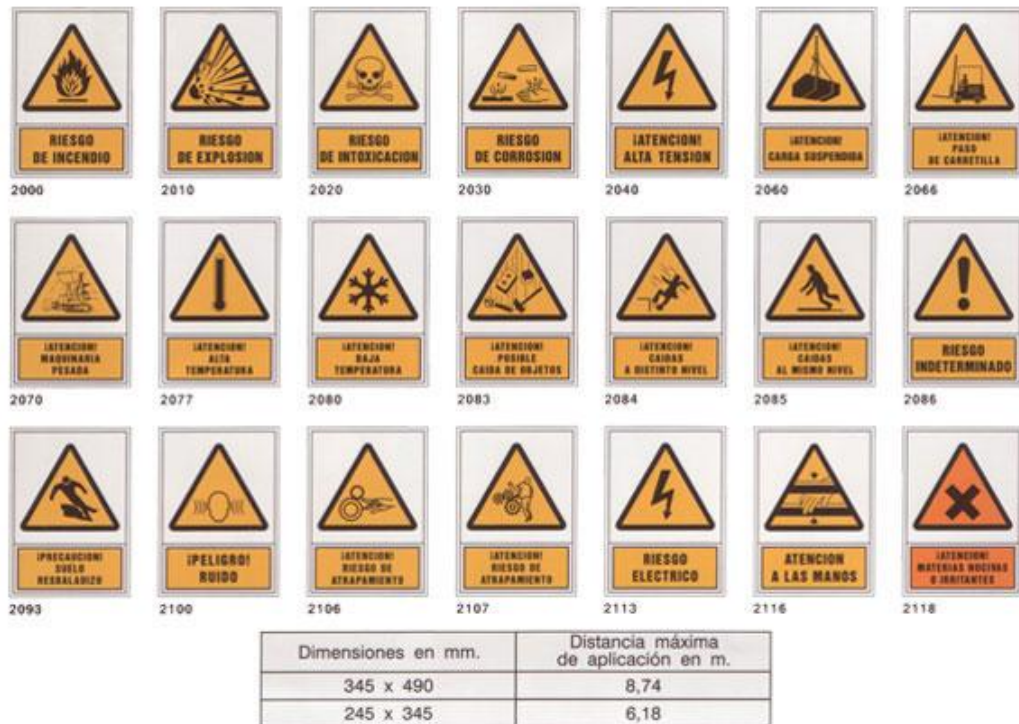 RIESGO
DE INCENDIO
2000
RIESGO
DE EXPLOSION
2010
RIESGO
DE INTOXICACION
2020
RIESGO
DE CORROSION
2030
¡ATENCION!
ALTA TENSION
2040
¡ATENCION!
CARGA SUSPENDIDA
2060
¡ATENCION!
PASO
DE CARRETILLA
2066
¡ATENCION!
MAQUINARIA
PESADA
2070
¡ATENCION!
ALTA
TEMPERATURA
2077
¡ATENCION!
BAJA
TEMPERATURA
2080
¡ATENCION!
POSIBLE
CAIDA DE OBJETOS
2083
¡ATENCION!
CAIDAS
A DISTINTO NIVEL
2084
¡ATENCION!
CAIDAS
AL MISMO NIVEL
2085
RIESGO
INDETERMINADO
2086
¡PRECAUCION!
SUELO
RESBALADIZO
2093
¡PELIGRO!
RUIDO
2100
¡ATENCION!
RIESGO DE
ATRAPAMIENTO
2106
¡ATENCION!
RIESGO DE
ATRAPAMIENTO
2107
RIESGO
ELECTRICO
2113
ATENCION
A LAS MANOS
2116
¡ATENCION!
MATERIAS NOCIVAS
O IRRITANTES
2118
Dimensiones en mm.
Distancia máxima
de aplicación en m.
345 x 490
8,74
245 x 345
6,18